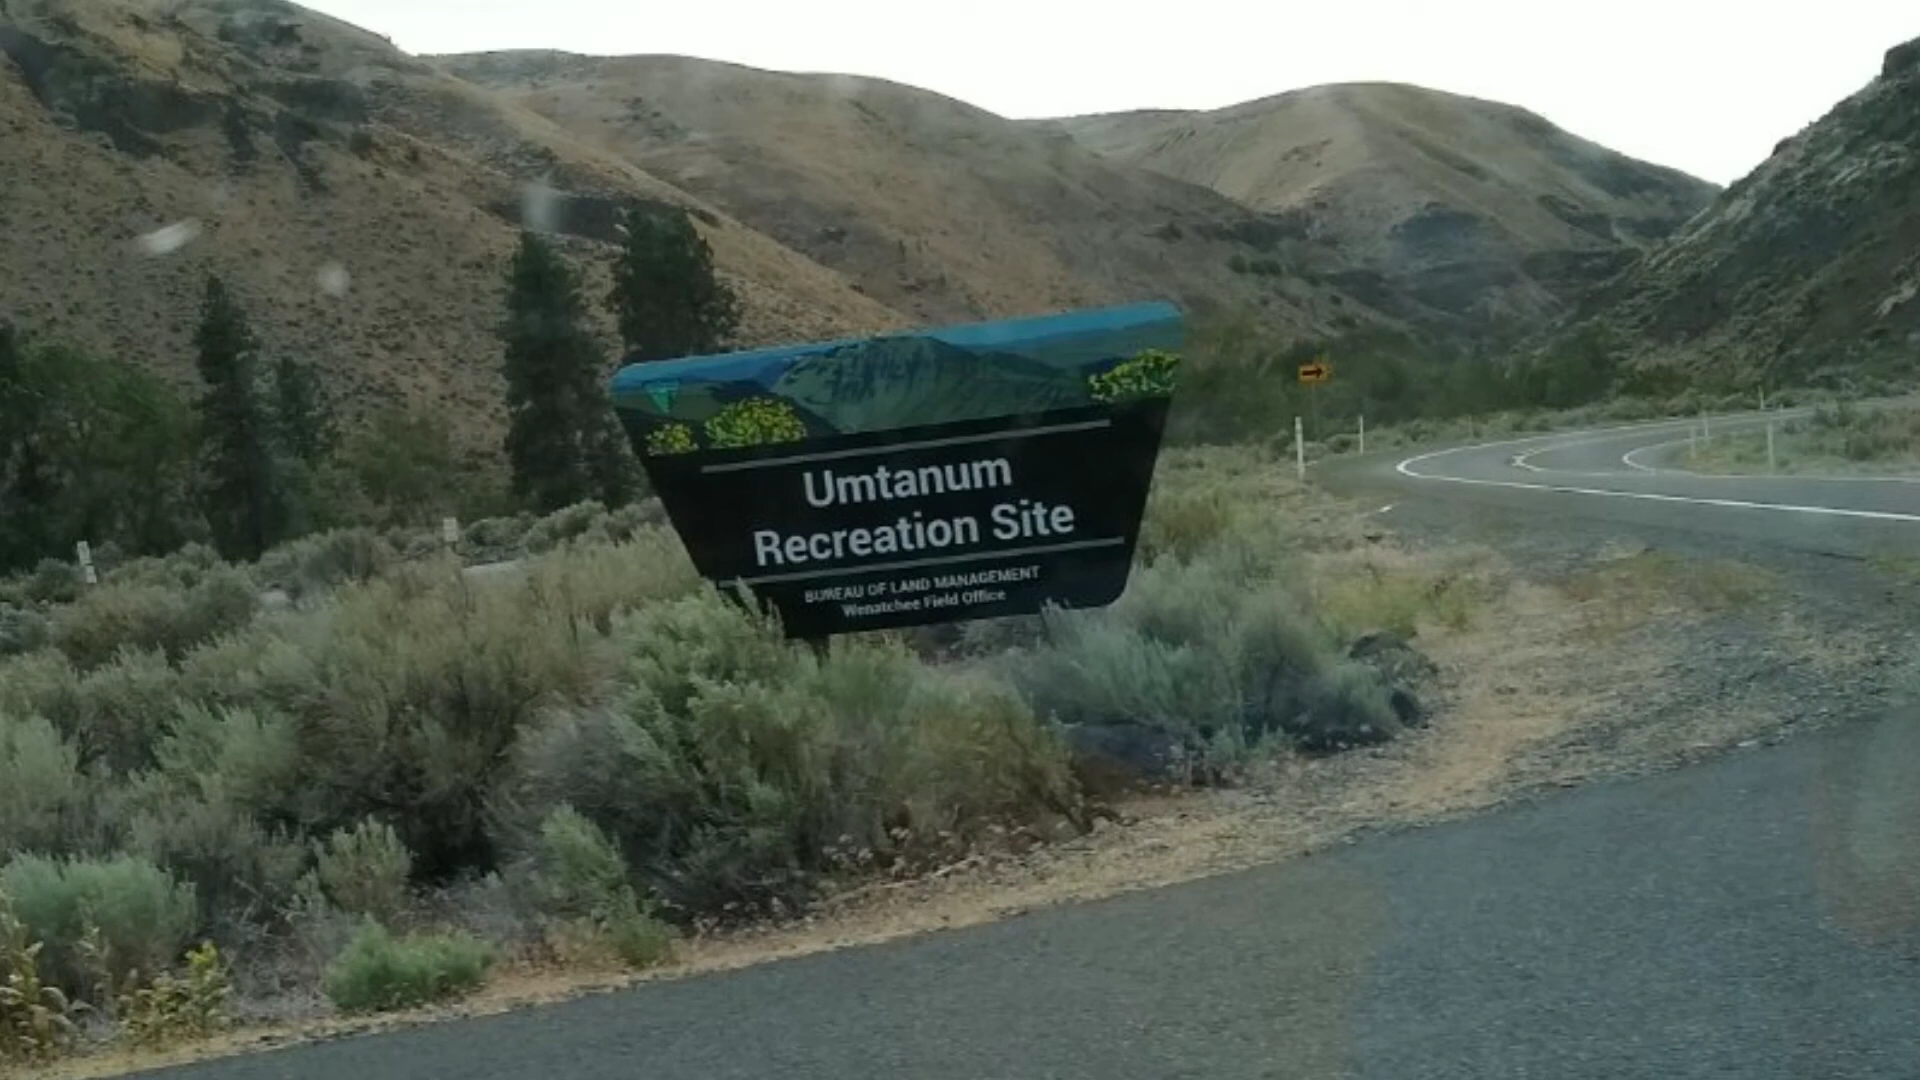 Umtanum
Recreation Site
BUREAU OF LAND MANAGEMENT
Wenatchee Field Office